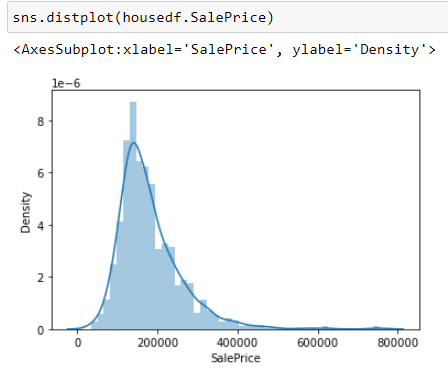 sns.distplot(housedf.SalePrice)
<AxesSubplot:xlabel='SalePrice', ylabel='Density'>
1e−6
8
6
4
2
0
Density
0 200000 400000 600000 800000
SalePrice